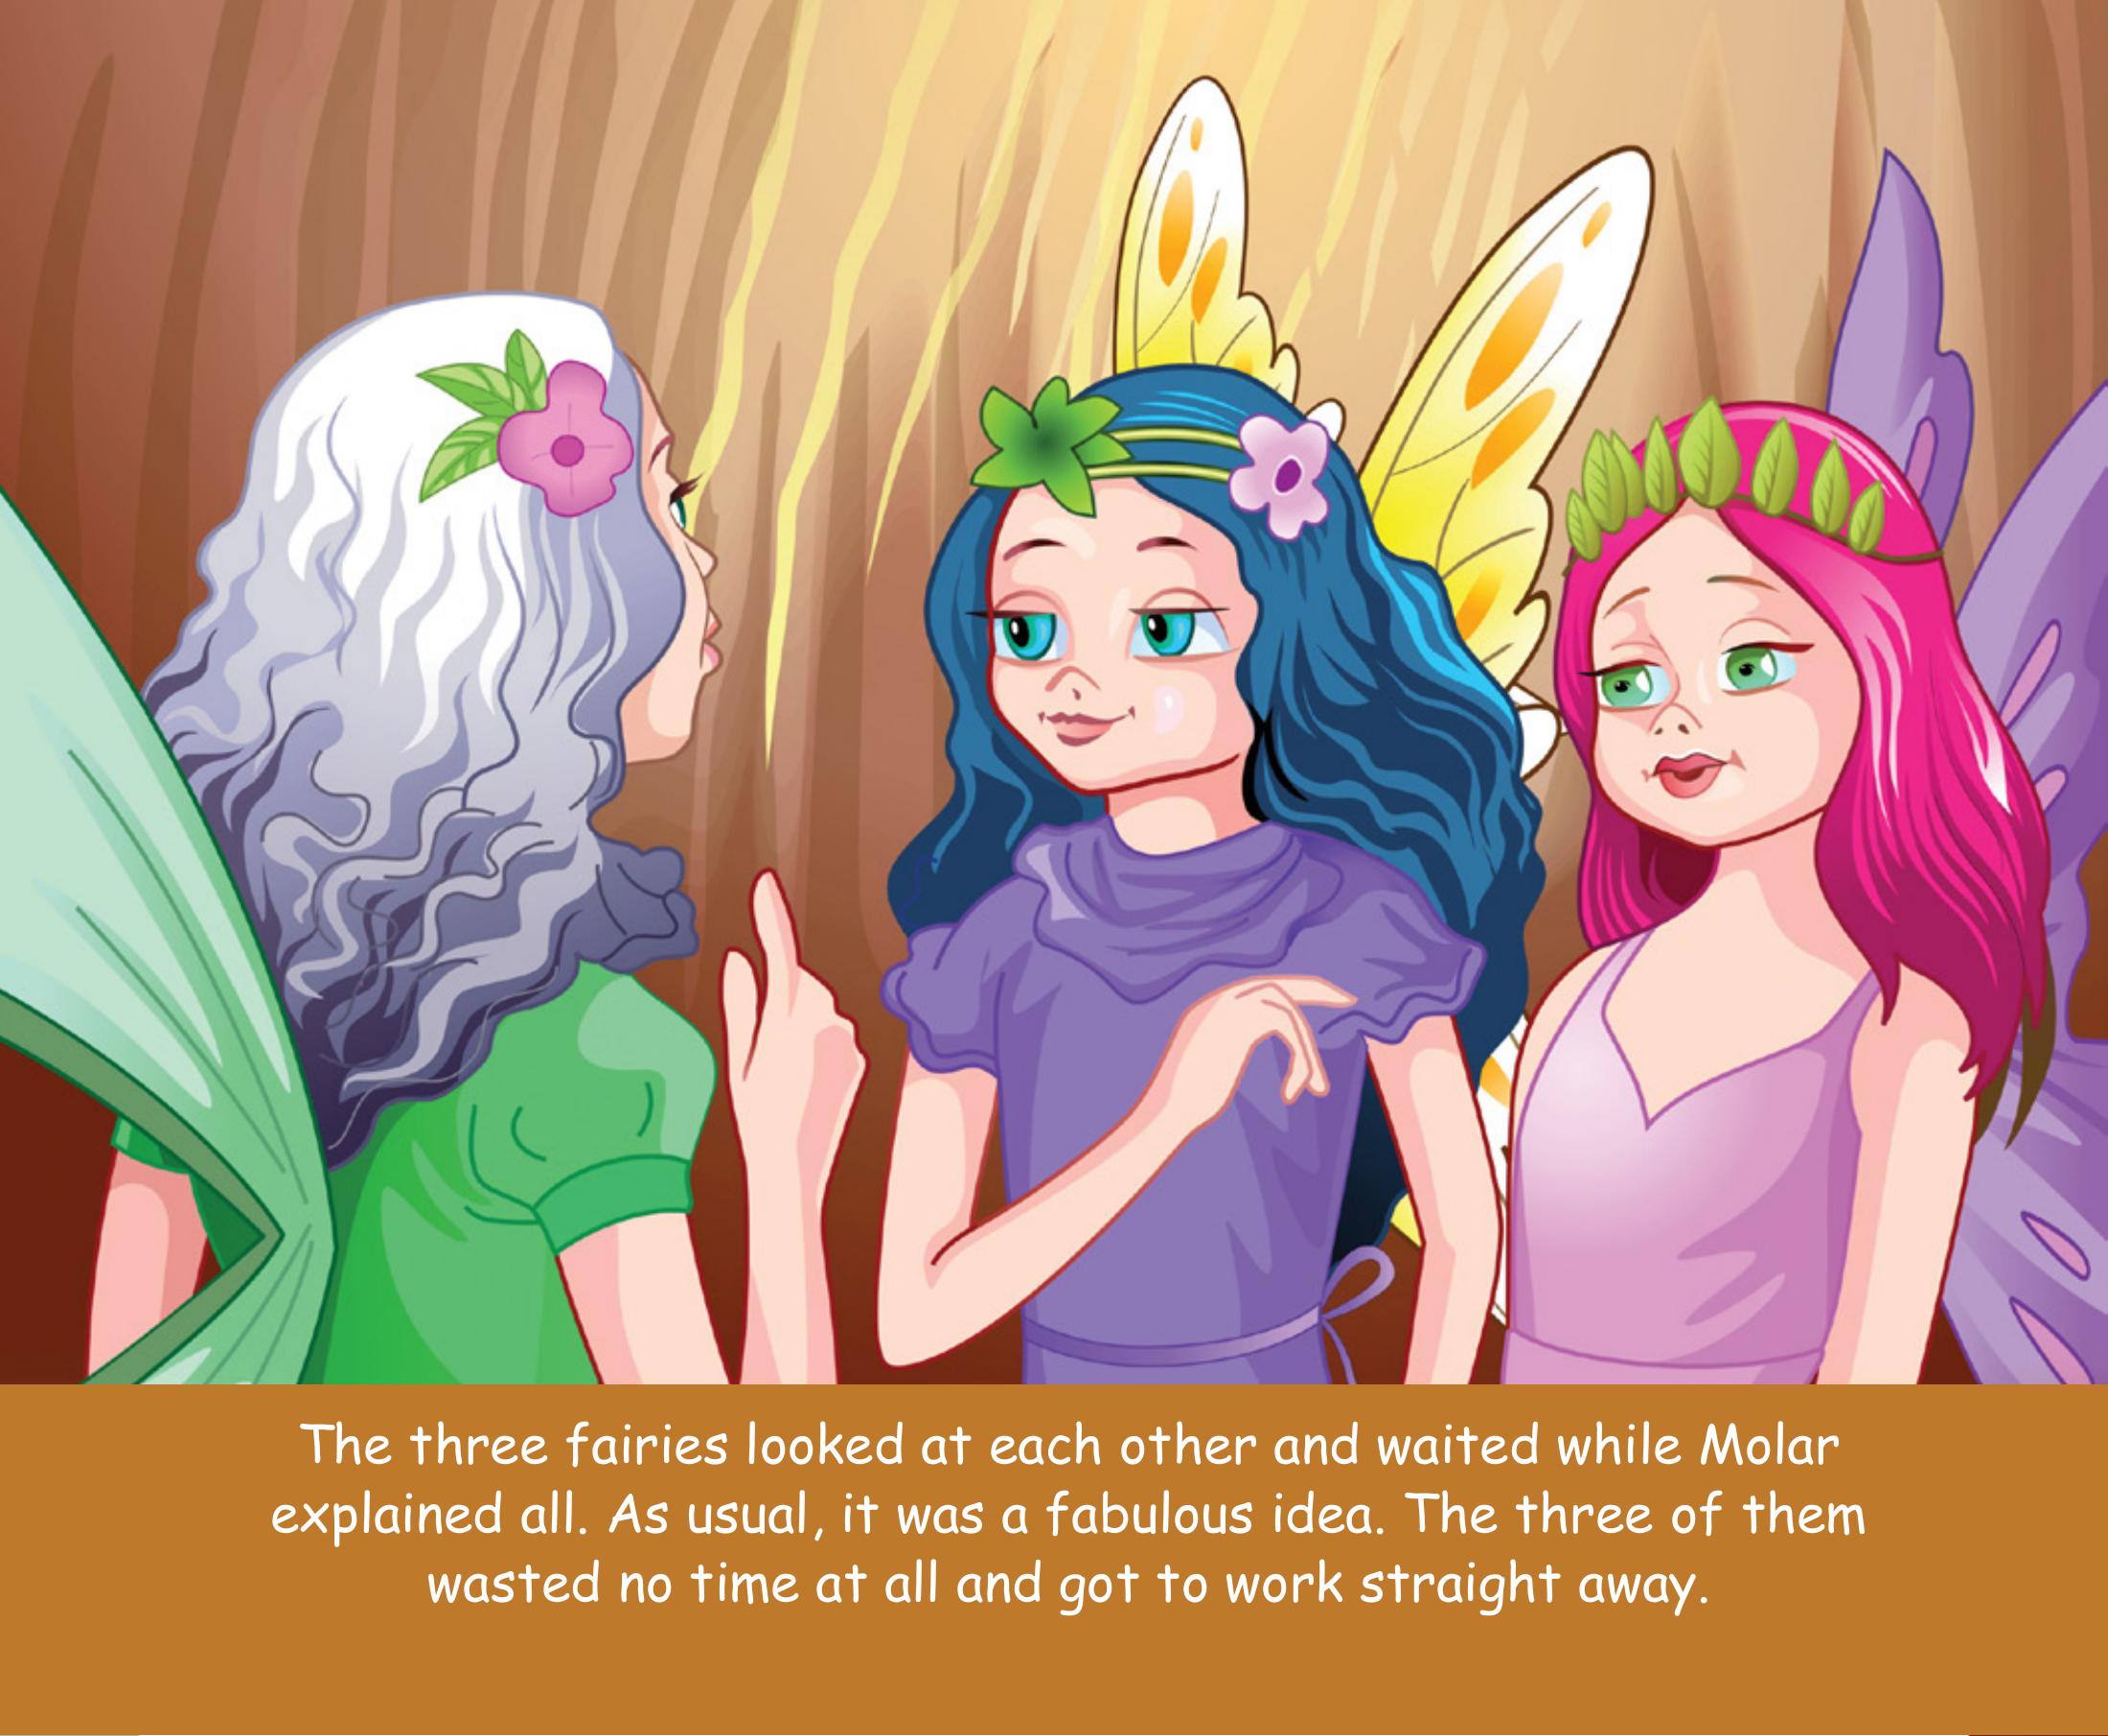 The three fairies looked at each other and waited while Molar
explained all. As usual, it was a fabulous idea. The three of them
wasted no time at all and got to work straight away.